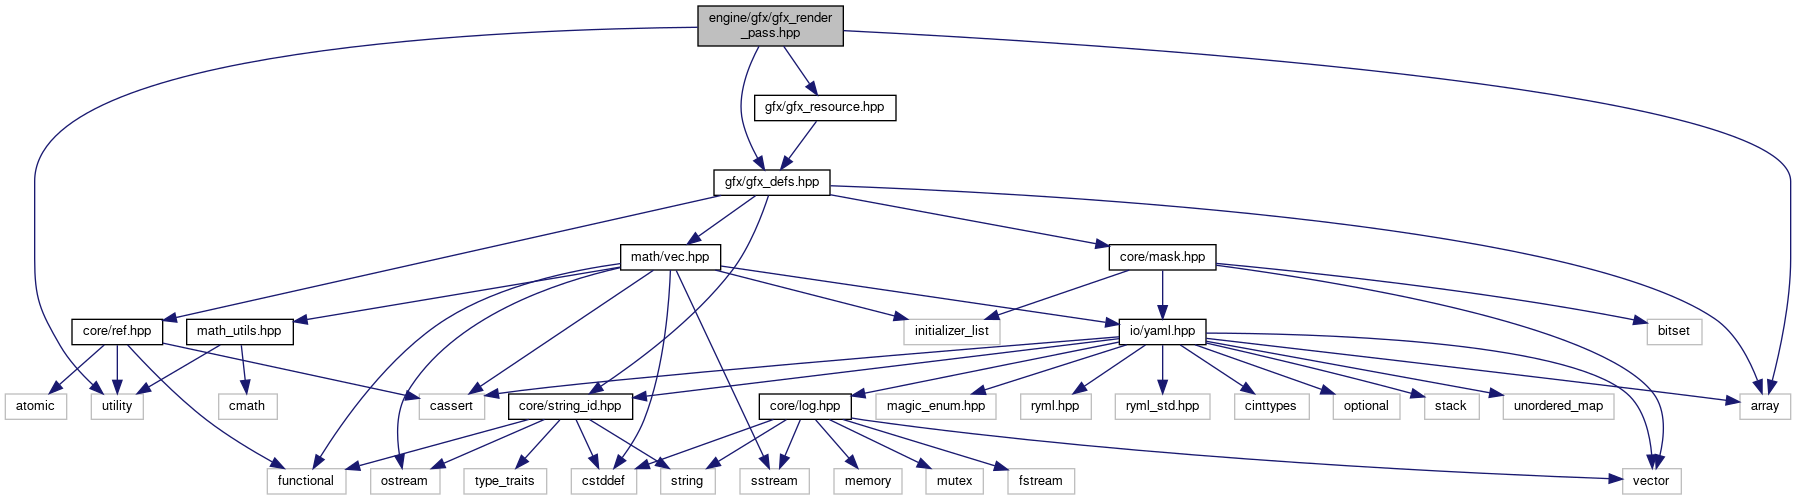 engine/gfx/gfx_render
_pass.hpp
gfx/gfx_resource.hpp
gfx/gfx_defs.hpp
math/vec.hpp
core/mask.hpp
core/ref.hpp
math_utils.hpp
initializer_list
io/yaml.hpp
bitset
atomic
utility
cmath
cassert
core/string_id.hpp
core/log.hpp
magic_enum.hpp
ryml.hpp
ryml_std.hpp
cinttypes
optional
stack
unordered_map
array
functional
ostream
type_traits
cstddef
string
sstream
memory
mutex
fstream
vector